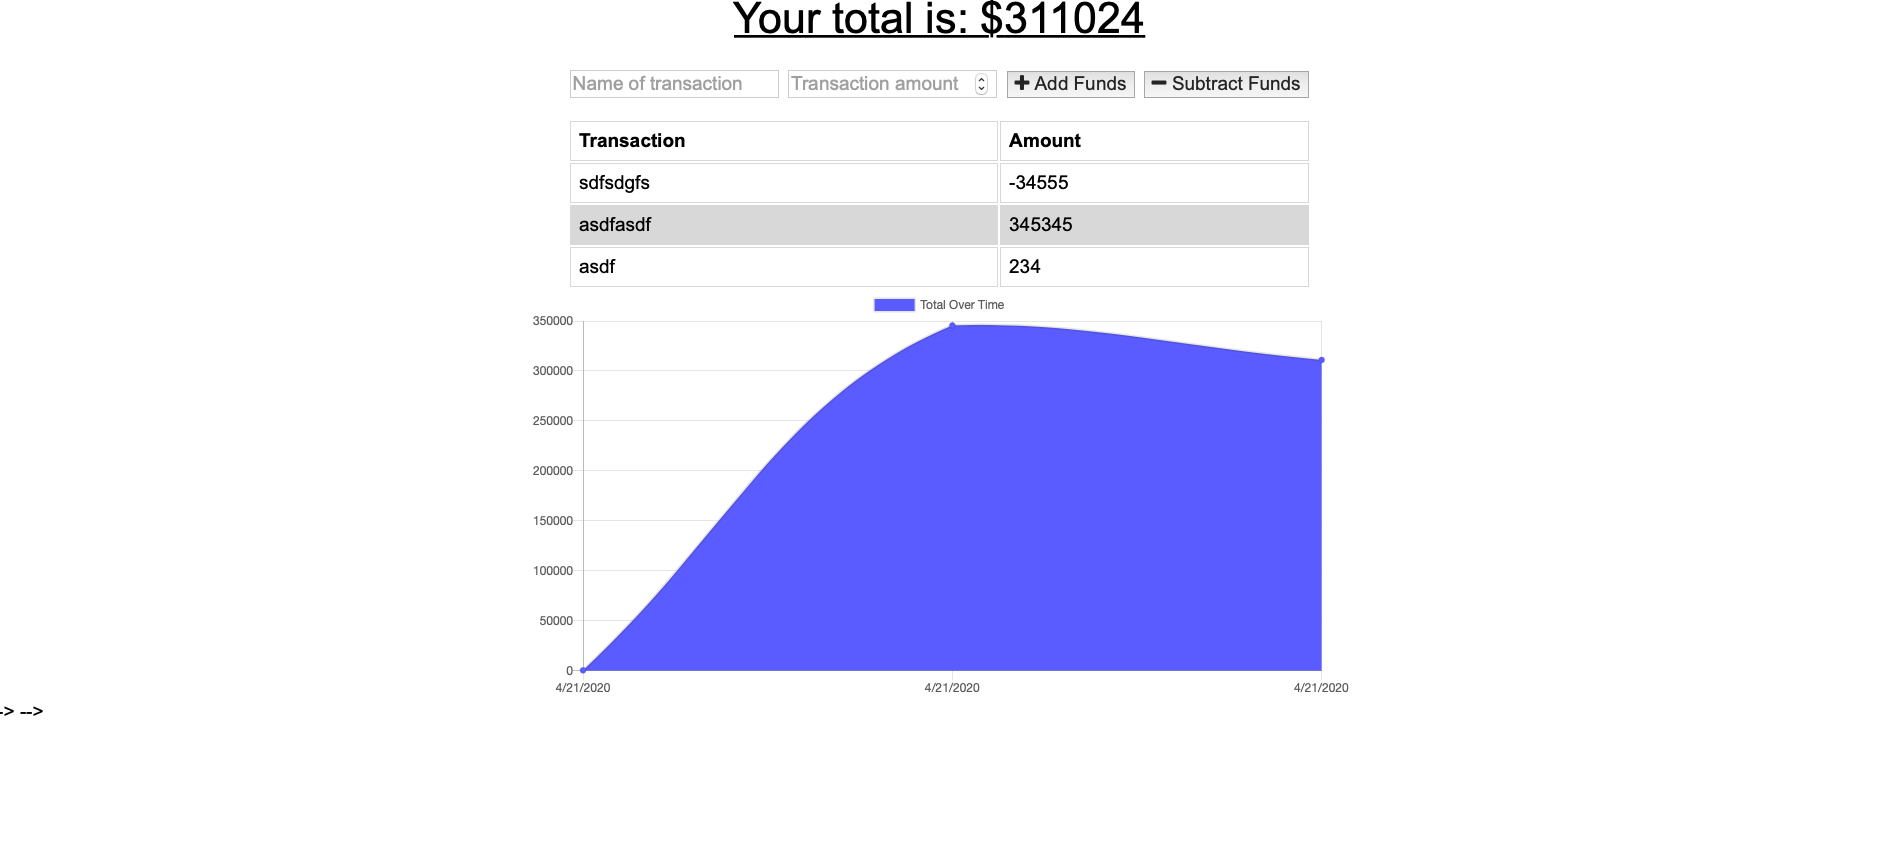 Your total is: $311024
Name of transaction Transaction amount Add Funds Subtract Funds
Transaction Amount
sdfsdgfs -34555
asdfasdf 345345
asdf 234
Total Over Time
350000
300000
250000
200000
150000
100000
50000
0
4/21/2020 4/21/2020 4/21/2020
-> -->